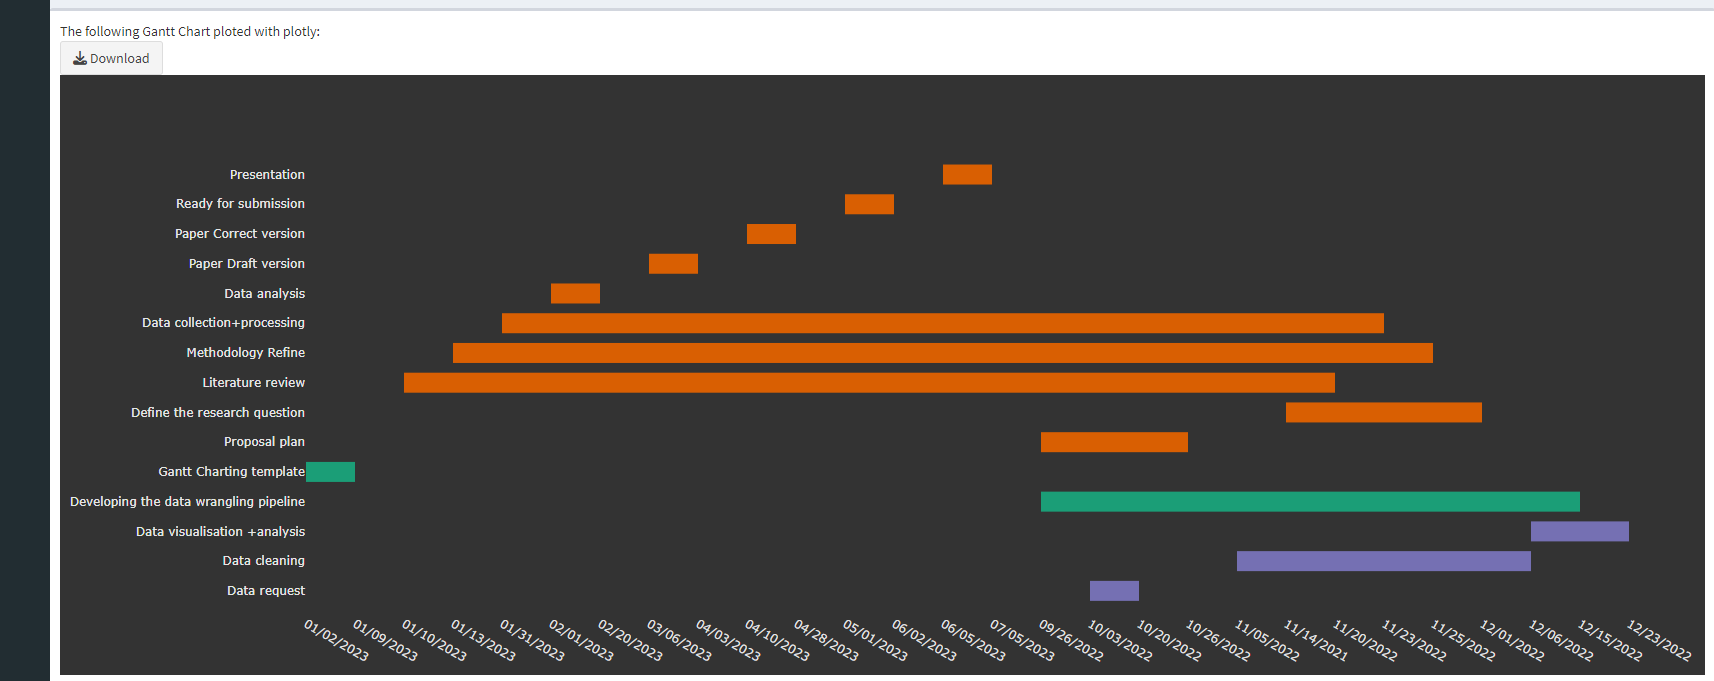 The following Gantt Chart ploted with plotly:
Download
Presentation
Ready for submission
Paper Correct version
Paper Draft version
Data analysis
Data collection+processing
Methodology Refine
Literature review
Define the research question
Proposal plan
Gantt Charting template
Developing the data wrangling pipeline
Data visualisation +analysis
Data cleaning
Data request
01/02/2023
01/09/2023
01/10/2023
01/13/2023
01/31/2023
02/01/2023
02/20/2023
03/06/2023
04/03/2023
04/10/2023
04/28/2023
05/01/2023
06/02/2023
06/05/2023
07/05/2023
09/26/2022
10/03/2022
10/20/2022
10/26/2022
11/05/2022
11/14/2021
11/20/2022
11/23/2022
11/25/2022
12/01/2022
12/06/2022
12/15/2022
12/23/2022